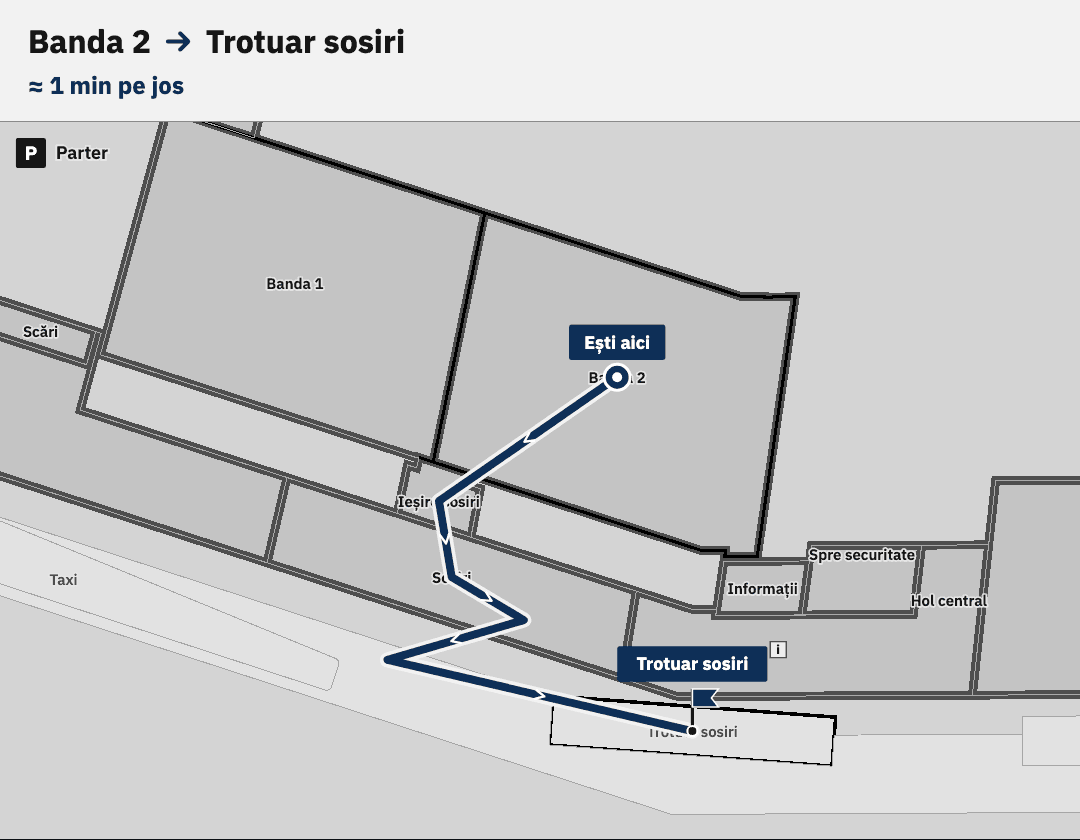 Banda 2 → Trotuar sosiri
≈ 1 min pe jos
P Parter
Banda 1
Scări
Ești aici
2
Spre securitate
Informații
Hol central
Taxi
Trotuar sosiri
i
sosiri